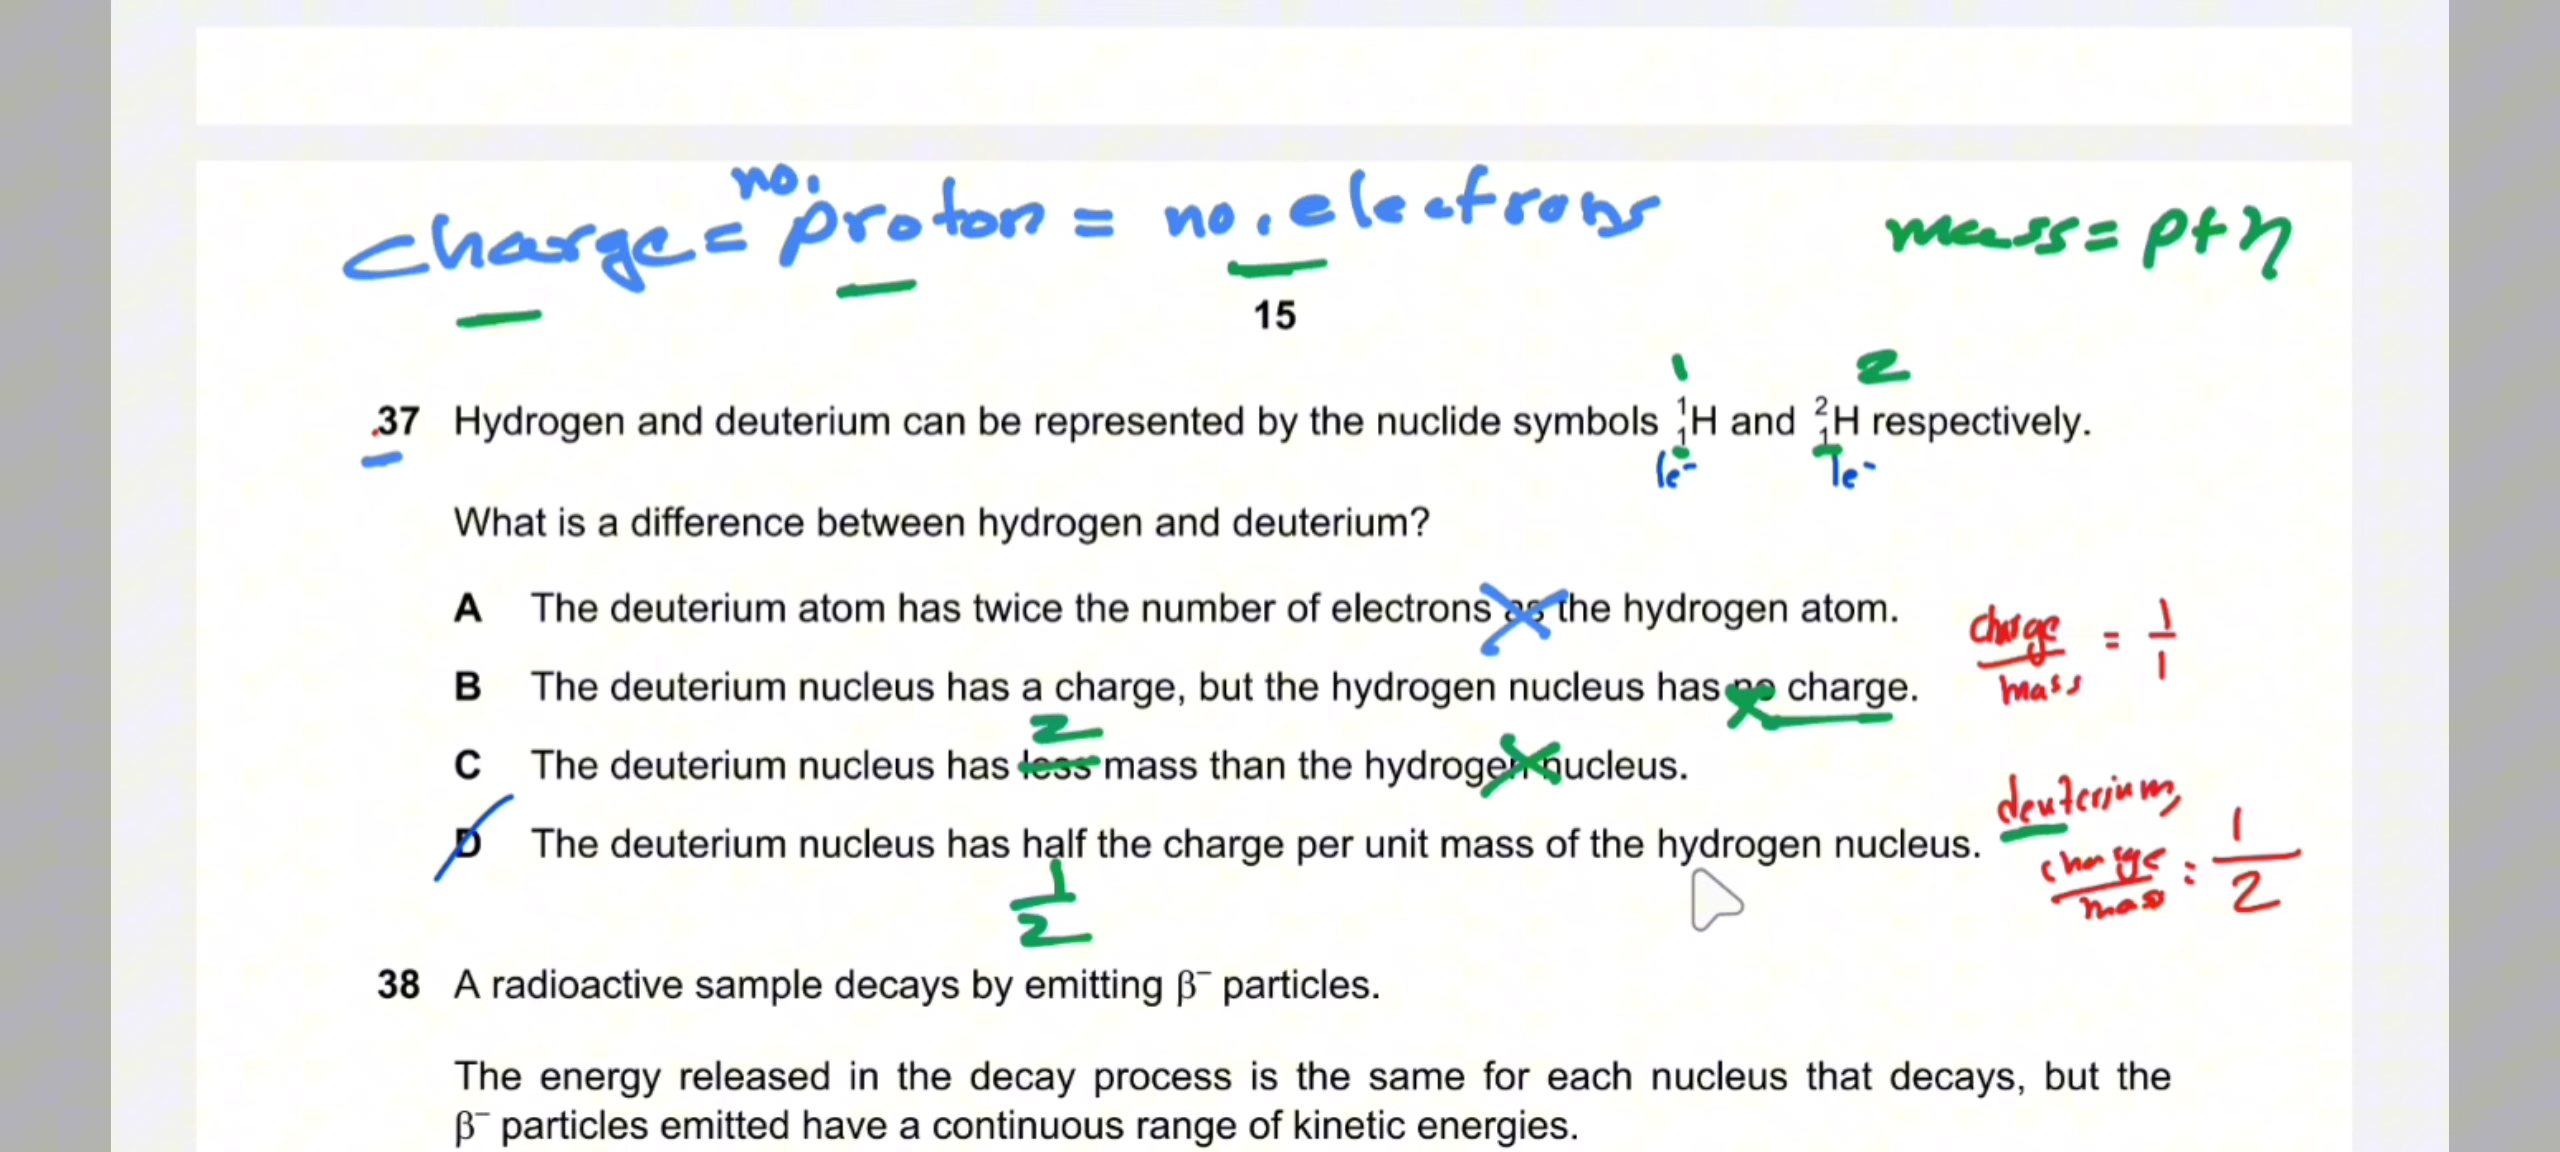 charge = no. proton = no. electrons
mass = p + n
15
1 2
37 Hydrogen and deuterium can be represented by the nuclide symbols ¹₁H and ²₁H respectively.
1e⁻ 1e⁻
What is a difference between hydrogen and deuterium?
A The deuterium atom has twice the number of electrons as the hydrogen atom.
charge/mass = 1/1
B The deuterium nucleus has a charge, but the hydrogen nucleus has no charge.
2
C The deuterium nucleus has less mass than the hydrogen nucleus.
deuterium,
D The deuterium nucleus has half the charge per unit mass of the hydrogen nucleus.
charge/mass : 1/2
1/2
38 A radioactive sample decays by emitting β⁻ particles.
The energy released in the decay process is the same for each nucleus that decays, but the
β⁻ particles emitted have a continuous range of kinetic energies.